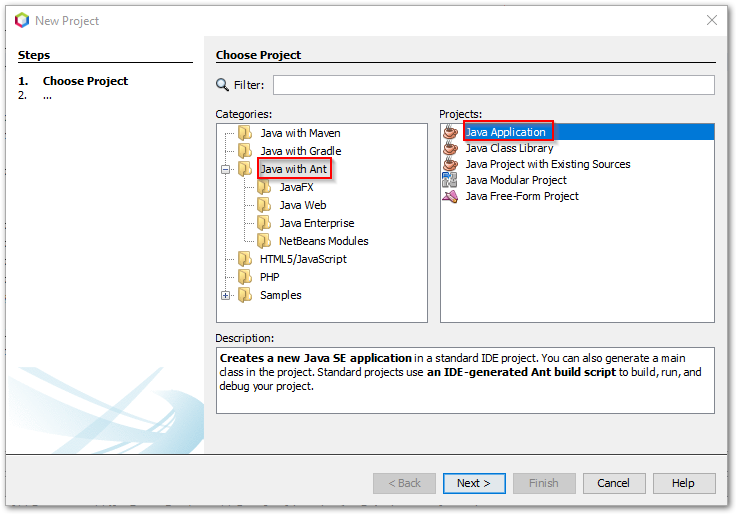 New Project
Steps
1. Choose Project
2. ...
Choose Project
Filter:
Categories:
Java with Maven
Java with Gradle
Java with Ant
JavaFX
Java Web
Java Enterprise
NetBeans Modules
HTML5/JavaScript
PHP
Samples
Projects:
Java Application
Java Class Library
Java Project with Existing Sources
Java Modular Project
Java Free-Form Project
Description:
Creates a new Java SE application in a standard IDE project. You can also generate a main
class in the project. Standard projects use an IDE-generated Ant build script to build, run, and
debug your project.
< Back
Next >
Finish
Cancel
Help